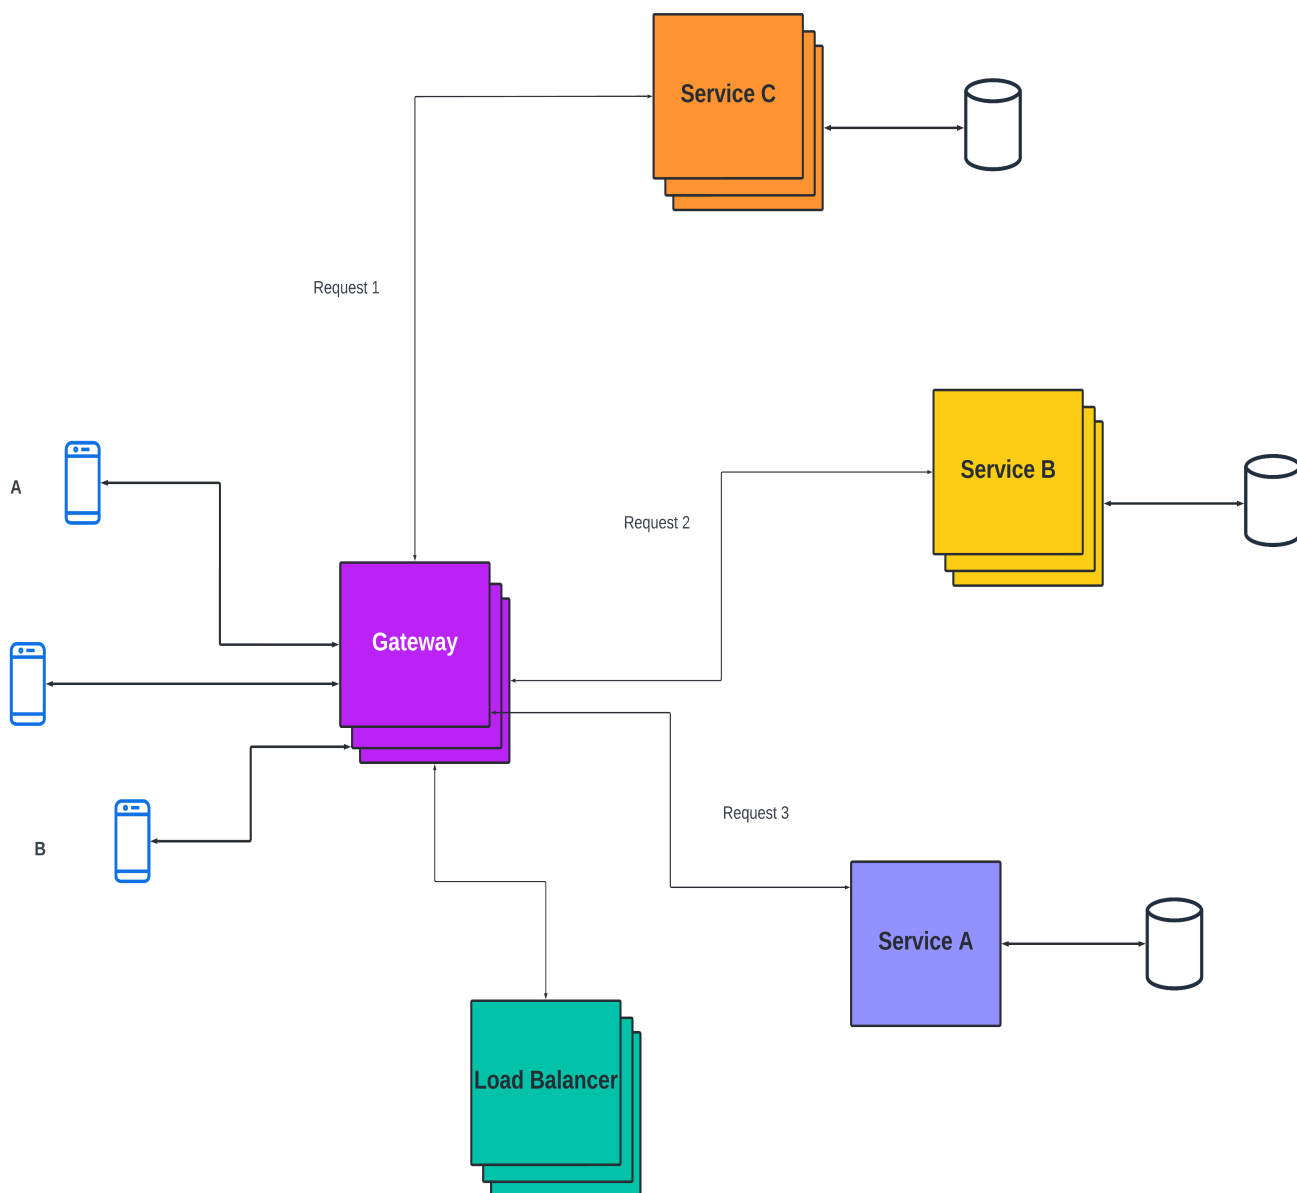 Service C
Request 1
Service B
A
Request 2
Gateway
Request 3
B
Service A
Load Balancer